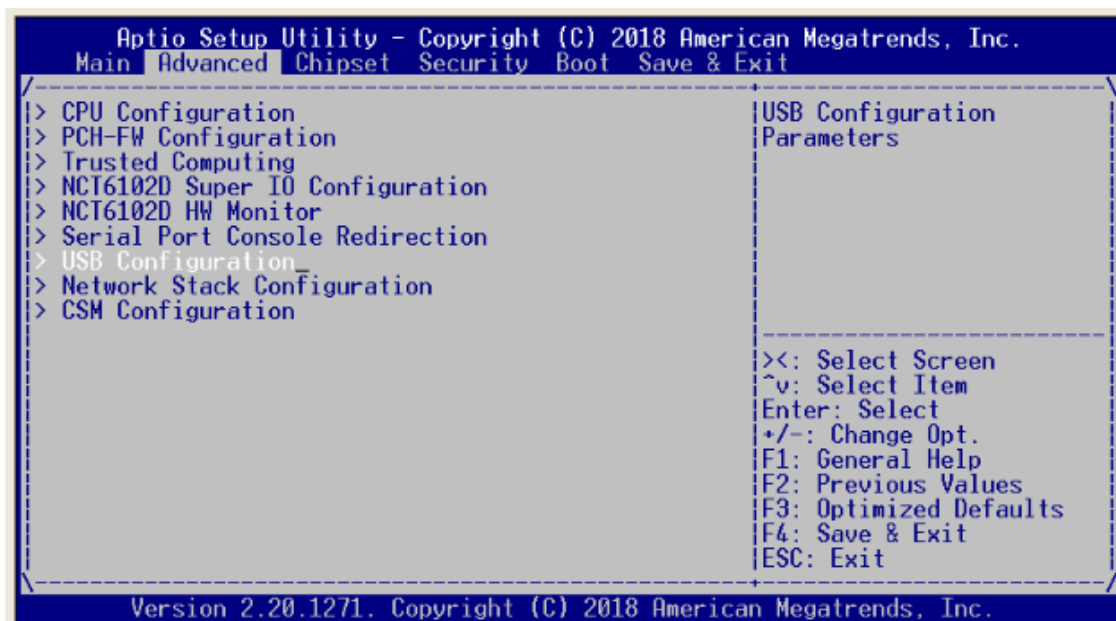 Aptio Setup Utility - Copyright (C) 2018 American Megatrends, Inc.
Main Advanced Chipset Security Boot Save & Exit
> CPU Configuration
> PCH-FW Configuration
> Trusted Computing
> NCT6102D Super IO Configuration
> NCT6102D HW Monitor
> Serial Port Console Redirection
> USB Configuration_
> Network Stack Configuration
> CSM Configuration
USB Configuration
Parameters
><: Select Screen
^v: Select Item
Enter: Select
+/-: Change Opt.
F1: General Help
F2: Previous Values
F3: Optimized Defaults
F4: Save & Exit
ESC: Exit
Version 2.20.1271. Copyright (C) 2018 American Megatrends, Inc.